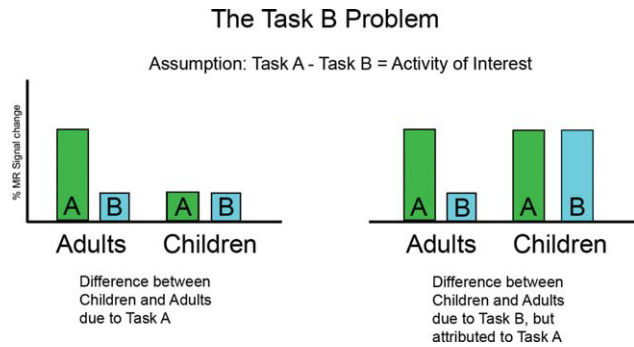 The Task B Problem
Assumption: Task A - Task B = Activity of Interest
% MR Signal change
A B A B
Adults Children
Difference between
Children and Adults
due to Task A
A B A B
Adults Children
Difference between
Children and Adults
due to Task B, but
attributed to Task A